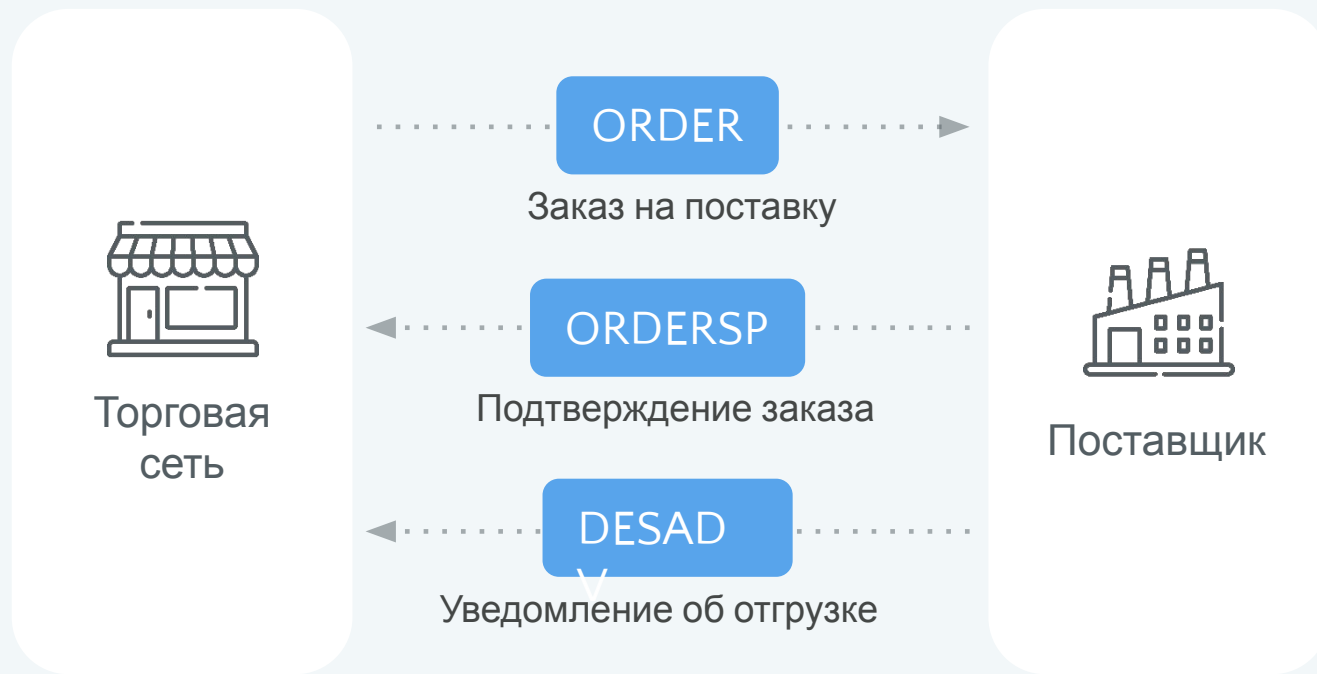 ORDER
Заказ на поставку
ORDERSP
Подтверждение заказа
DESAD
V
Уведомление об отгрузке
Торговая
сеть
Поставщик